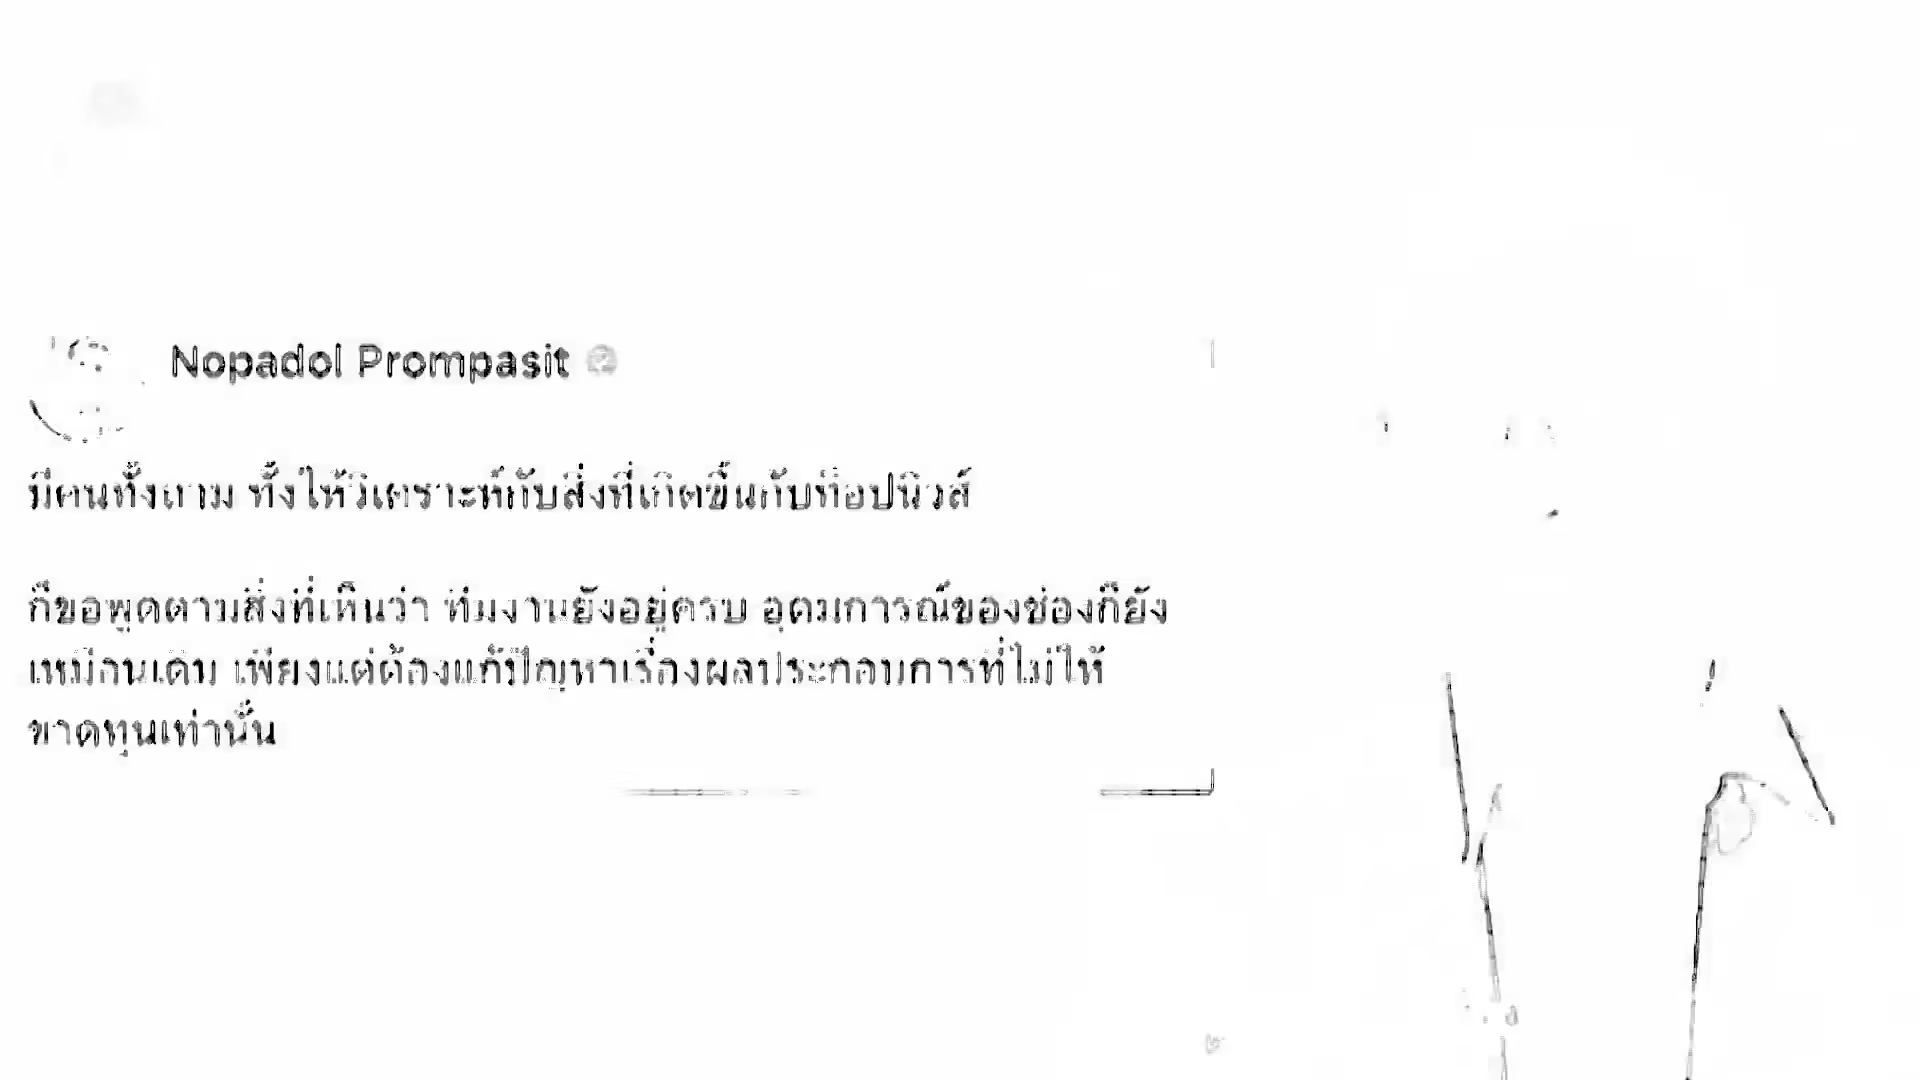 Nopadol Prompasit
มีคนทั้งถาม ทั้งให้วิเคราะห์กับสิ่งที่เกิดขึ้นกับท็อปนิวส์
ก็ขอพูดตามสิ่งที่เห็นว่า ทีมงานยังอยู่ครบ อุดมการณ์ของช่องก็ยัง
เหมือนเดิม เพียงแต่ต้องแก้ปัญหาเรื่องผลประกอบการที่ไม่ให้
ขาดทุนเท่านั้น